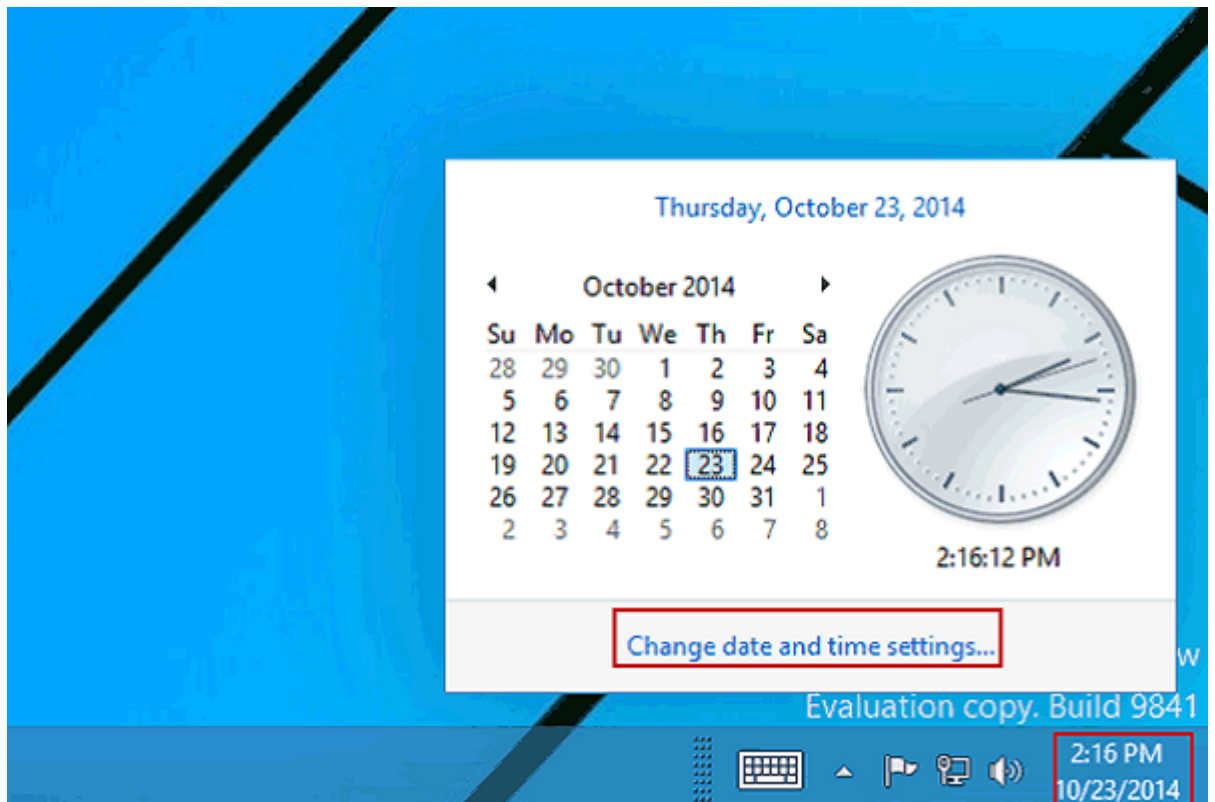 Thursday, October 23, 2014
October 2014
Su Mo Tu We Th Fr Sa
28 29 30 1 2 3 4
5 6 7 8 9 10 11
12 13 14 15 16 17 18
19 20 21 22 23 24 25
26 27 28 29 30 31 1
2 3 4 5 6 7 8
2:16:12 PM
Change date and time settings...
w
Evaluation copy. Build 9841
2:16 PM
10/23/2014